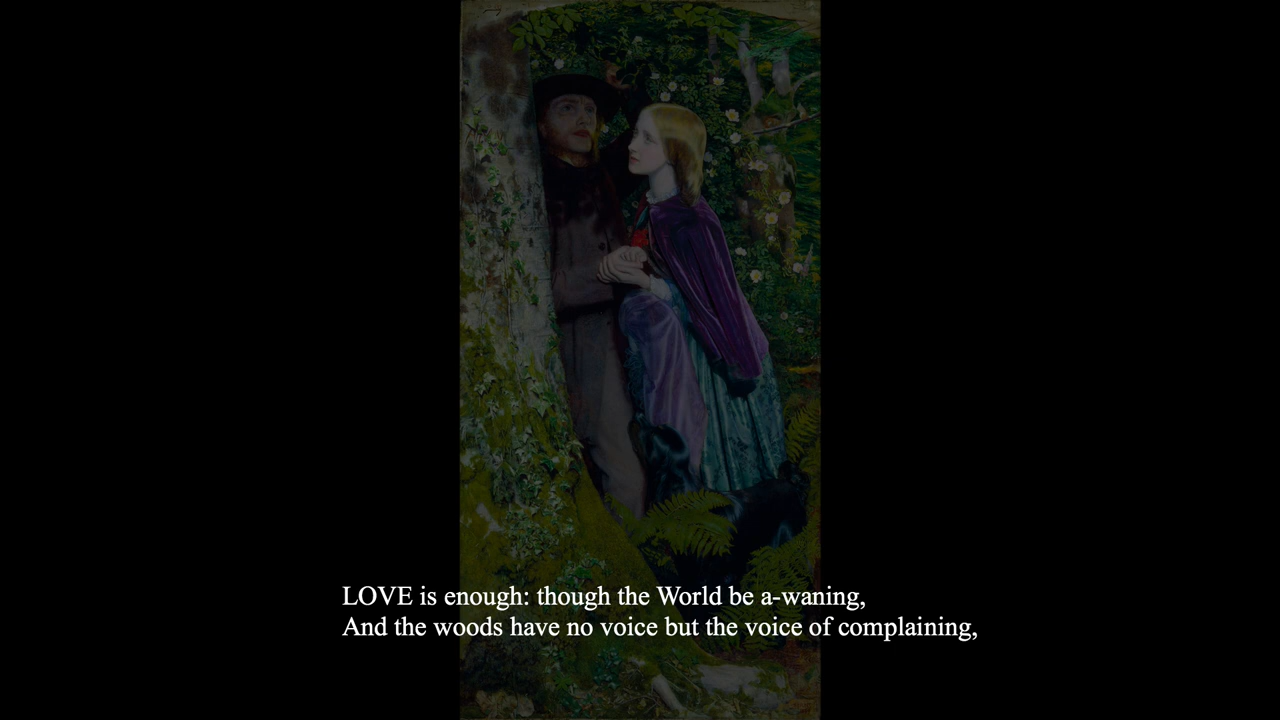 LOVE is enough: though the World be a-waning,
And the woods have no voice but the voice of complaining,